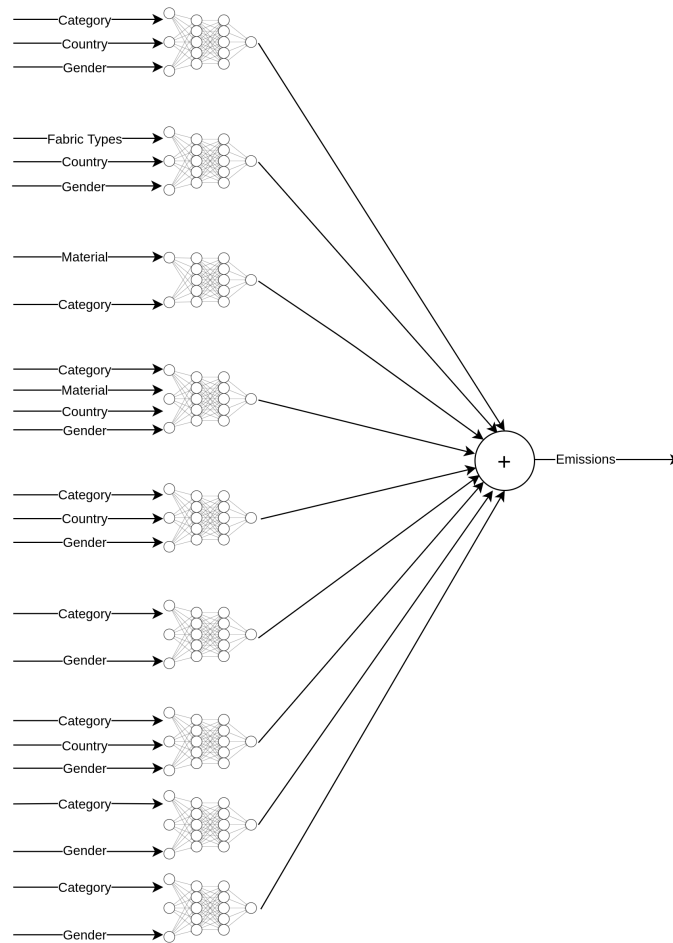 Category
Country
Gender
Fabric Types
Country
Gender
Material
Category
Category
Material
Country
Gender
+
Emissions
Category
Country
Gender
Category
Gender
Category
Country
Gender
Category
Gender
Category
Gender